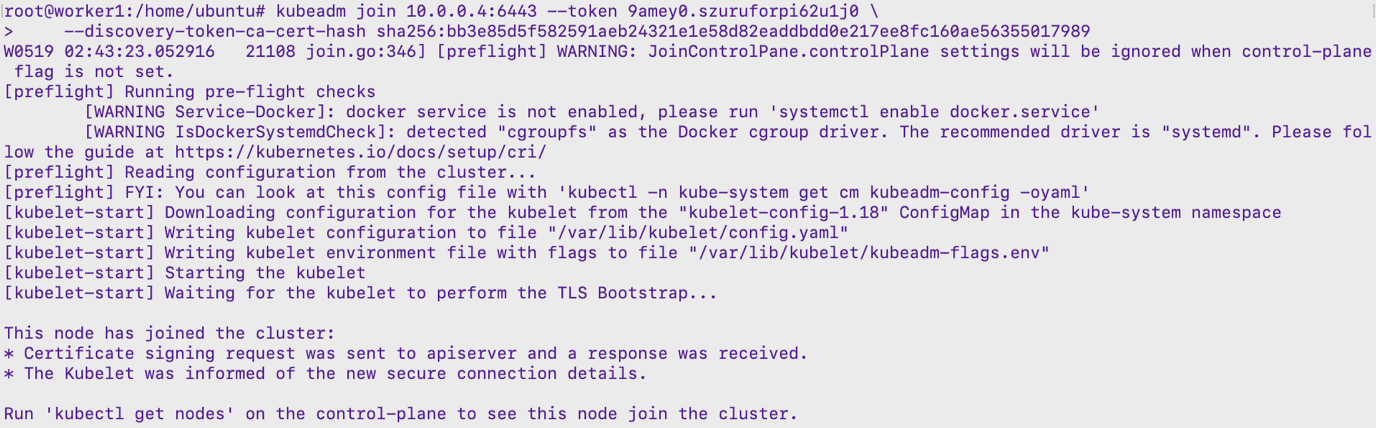 root@worker1:/home/ubuntu# kubeadm join 10.0.0.4:6443 --token 9amey0.szuruforpi62u1j0 \
>     --discovery-token-ca-cert-hash sha256:bb3e85d5f582591aeb24321e1e58d82eaddbdd0e217ee8fc160ae56355017989
W0519 02:43:23.052916   21108 join.go:346] [preflight] WARNING: JoinControlPane.controlPlane settings will be ignored when control-plane
 flag is not set.
[preflight] Running pre-flight checks
        [WARNING Service-Docker]: docker service is not enabled, please run 'systemctl enable docker.service'
        [WARNING IsDockerSystemdCheck]: detected "cgroupfs" as the Docker cgroup driver. The recommended driver is "systemd". Please fol
low the guide at https://kubernetes.io/docs/setup/cri/
[preflight] Reading configuration from the cluster...
[preflight] FYI: You can look at this config file with 'kubectl -n kube-system get cm kubeadm-config -oyaml'
[kubelet-start] Downloading configuration for the kubelet from the "kubelet-config-1.18" ConfigMap in the kube-system namespace
[kubelet-start] Writing kubelet configuration to file "/var/lib/kubelet/config.yaml"
[kubelet-start] Writing kubelet environment file with flags to file "/var/lib/kubelet/kubeadm-flags.env"
[kubelet-start] Starting the kubelet
[kubelet-start] Waiting for the kubelet to perform the TLS Bootstrap...

This node has joined the cluster:
* Certificate signing request was sent to apiserver and a response was received.
* The Kubelet was informed of the new secure connection details.

Run 'kubectl get nodes' on the control-plane to see this node join the cluster.